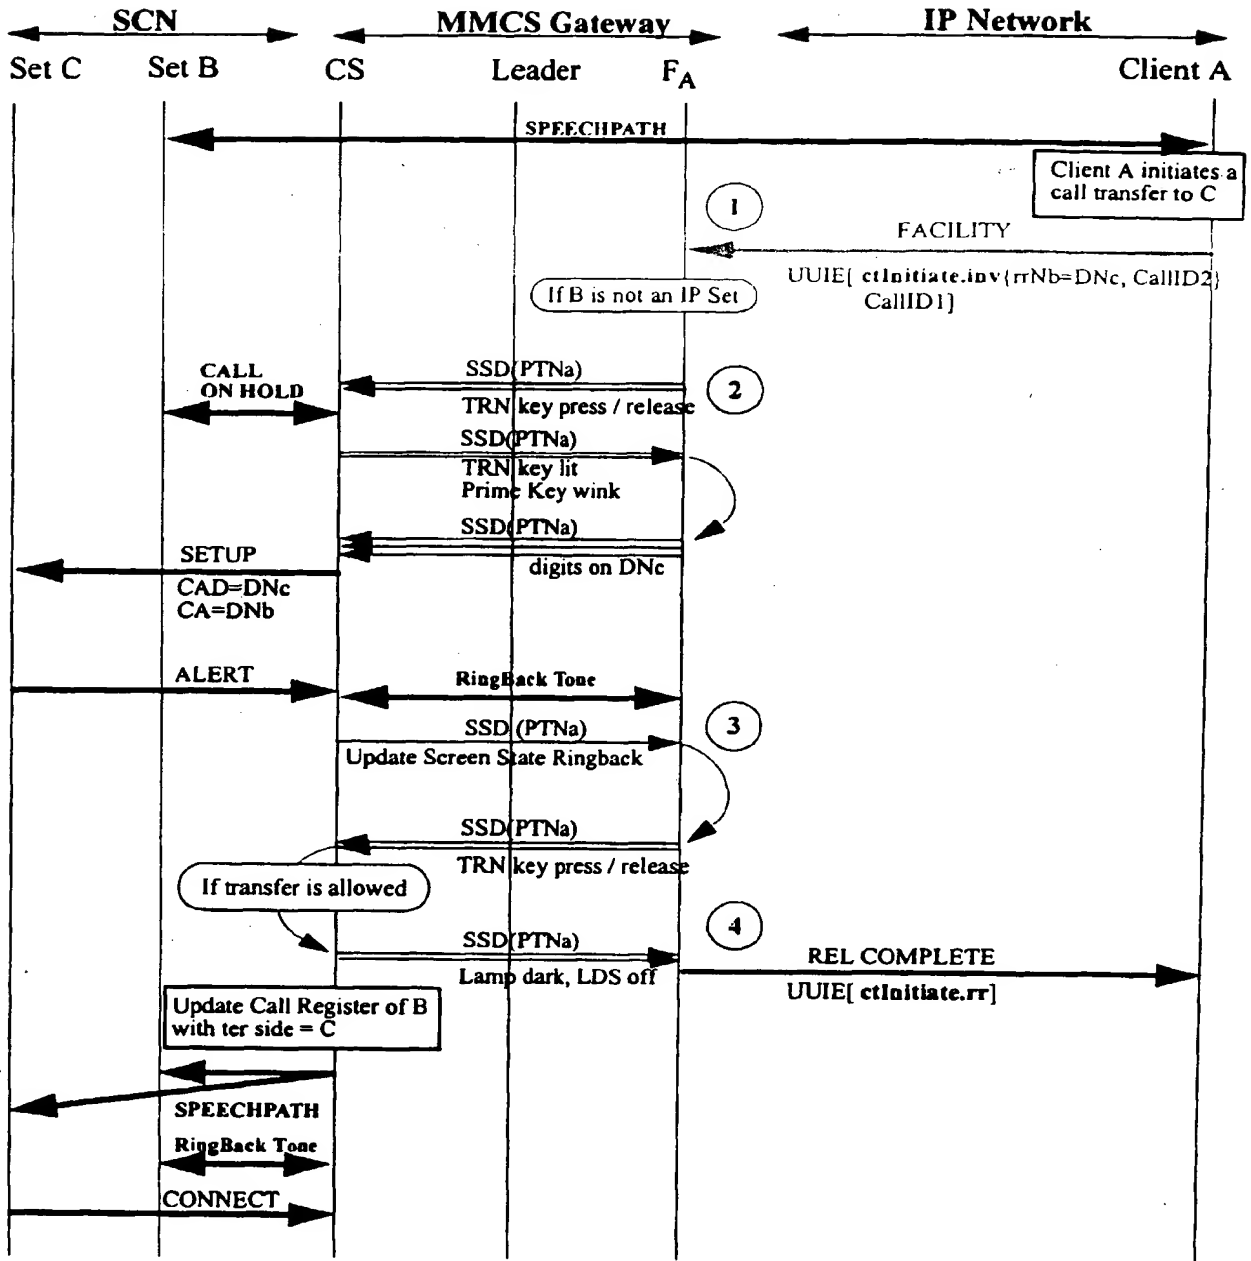 SCN MMCS Gateway IP Network
Set C Set B CS Leader FA Client A
SPEECHPATH
Client A initiates a
call transfer to C
1
FACILITY
UUIE[ ctInitiate.inv{rrNb=DNc, CallID2}
CallID1]
If B is not an IP Set
CALL
ON HOLD
SSD(PTNa)
2
TRN key press / release
SSD(PTNa)
TRN key lit
Prime Key wink
SSD(PTNa)
digits on DNc
SETUP
CAD=DNc
CA=DNb
ALERT
RingBack Tone
3
SSD (PTNa)
Update Screen State Ringback
SSD(PTNa)
TRN key press / release
If transfer is allowed
4
SSD(PTNa)
Lamp dark, LDS off
REL COMPLETE
UUIE[ ctInitiate.rr]
Update Call Register of B
with ter side = C
SPEECHPATH
RingBack Tone
CONNECT